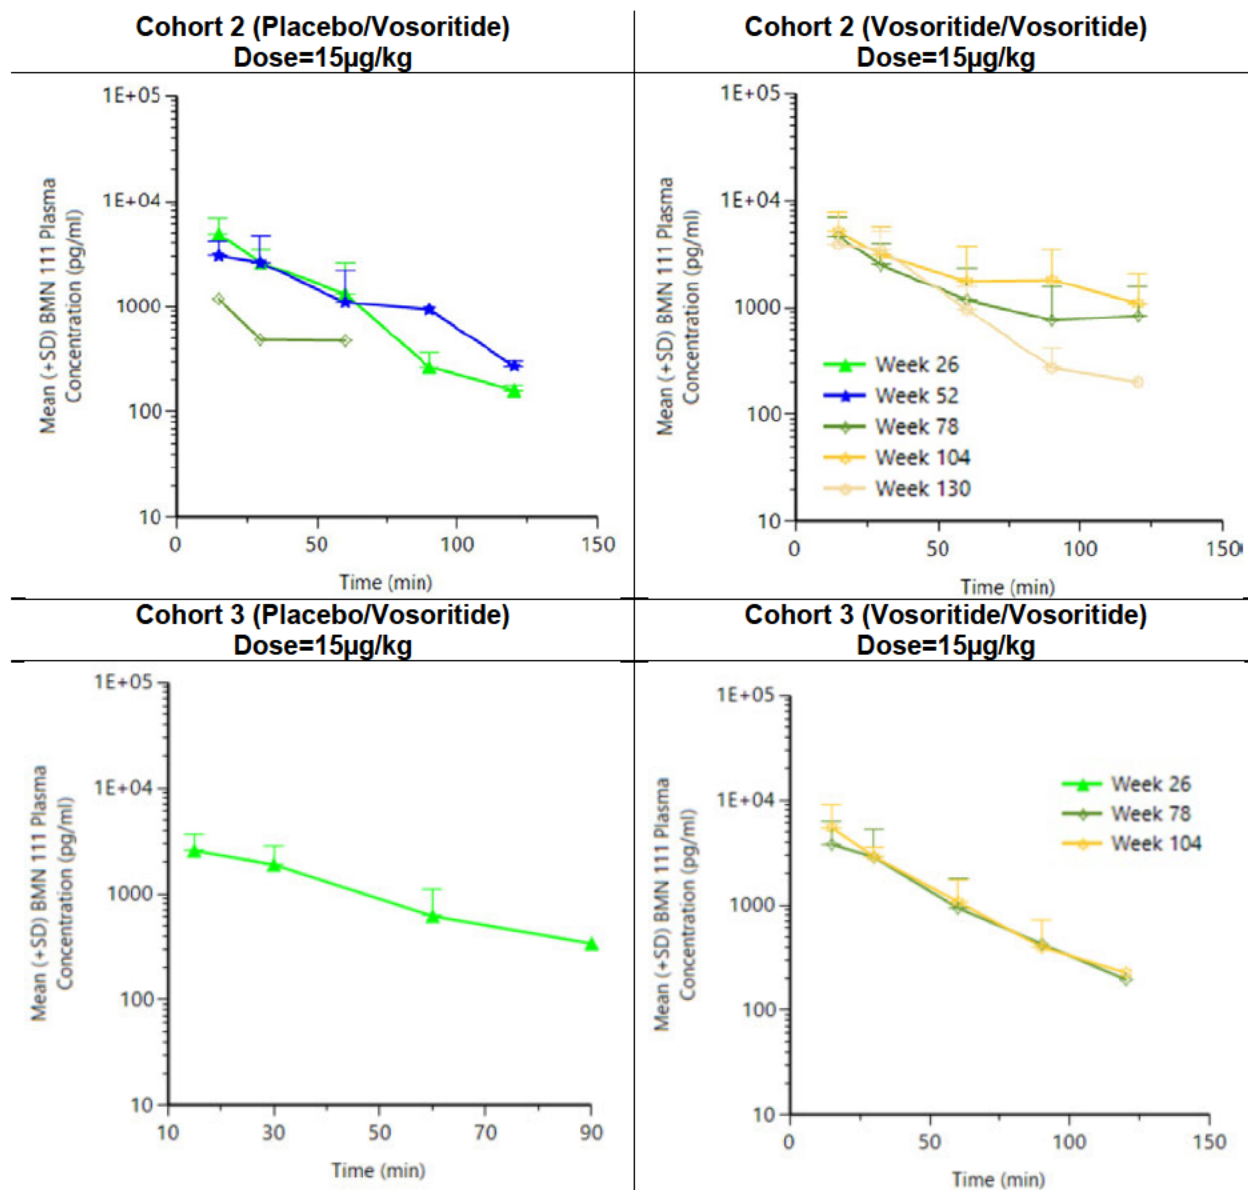 Cohort 2 (Placebo/Vosoritide)
Dose=15µg/kg
Cohort 2 (Vosoritide/Vosoritide)
Dose=15µg/kg
Mean (+SD) BMN 111 Plasma
Concentration (pg/ml)
1E+05
1E+04
1000
100
10
0
50
100
150
Time (min)
Mean (+SD) BMN 111 Plasma
Concentration (pg/ml)
1E+05
1E+04
1000
100
10
Week 26
Week 52
Week 78
Week 104
Week 130
0
50
100
150
Time (min)
Cohort 3 (Placebo/Vosoritide)
Dose=15µg/kg
Cohort 3 (Vosoritide/Vosoritide)
Dose=15µg/kg
Mean (+SD) BMN 111 Plasma
Concentration (pg/ml)
1E+05
1E+04
1000
100
10
10
30
50
70
90
Time (min)
Mean (+SD) BMN 111 Plasma
Concentration (pg/ml)
1E+05
1E+04
1000
100
10
Week 26
Week 78
Week 104
0
50
100
150
Time (min)